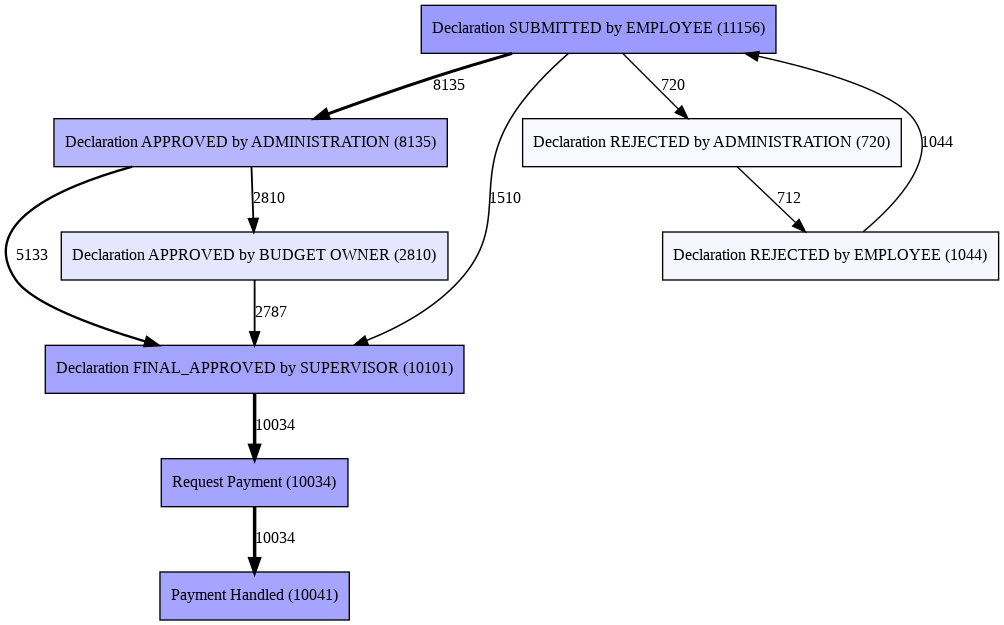 Declaration SUBMITTED by EMPLOYEE (11156)
8135
720
Declaration APPROVED by ADMINISTRATION (8135)
Declaration REJECTED by ADMINISTRATION (720)
1044
2810
1510
712
5133
Declaration APPROVED by BUDGET OWNER (2810)
Declaration REJECTED by EMPLOYEE (1044)
2787
Declaration FINAL_APPROVED by SUPERVISOR (10101)
10034
Request Payment (10034)
10034
Payment Handled (10041)